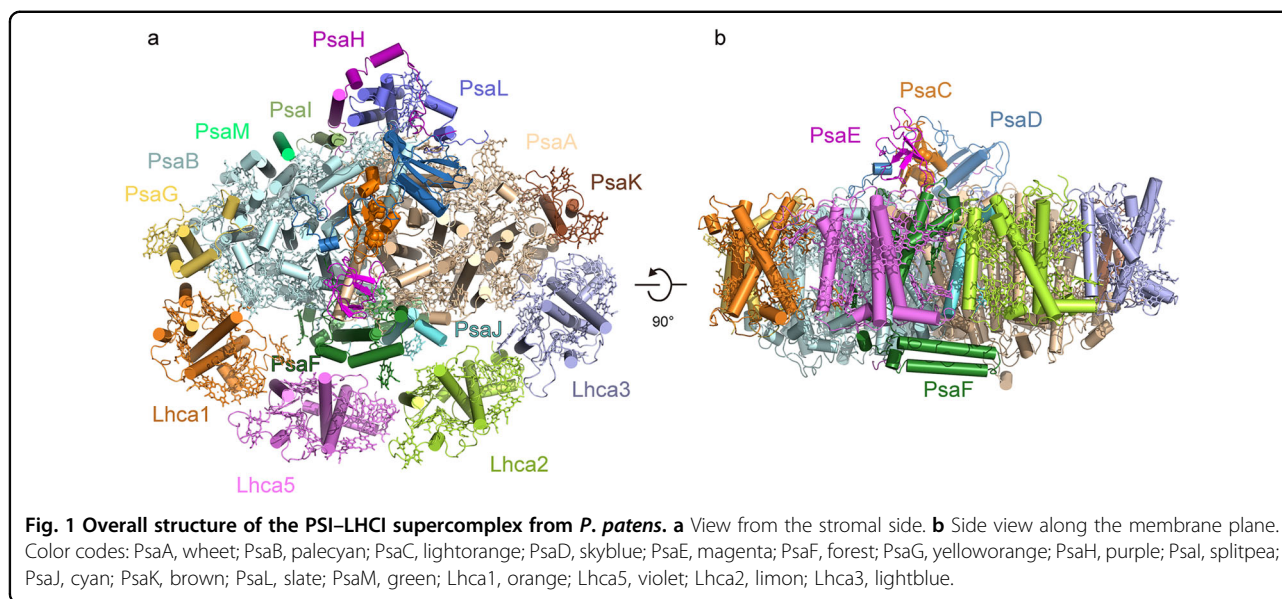 a
PsaH
PsaL
PsaI
PsaM
PsaB
PsaA
PsaG
PsaK
PsaJ
PsaF
Lhca1
Lhca3
Lhca2
Lhca5
90°
b
PsaC
PsaD
PsaE
PsaF
Fig. 1 Overall structure of the PSI–LHCI supercomplex from P. patens. a View from the stromal side. b Side view along the membrane plane.
Color codes: PsaA, wheet; PsaB, palecyan; PsaC, lightorange; PsaD, skyblue; PsaE, magenta; PsaF, forest; PsaG, yelloworange; PsaH, purple; PsaI, splitpea;
PsaJ, cyan; PsaK, brown; PsaL, slate; PsaM, green; Lhca1, orange; Lhca5, violet; Lhca2, limon; Lhca3, lightblue.